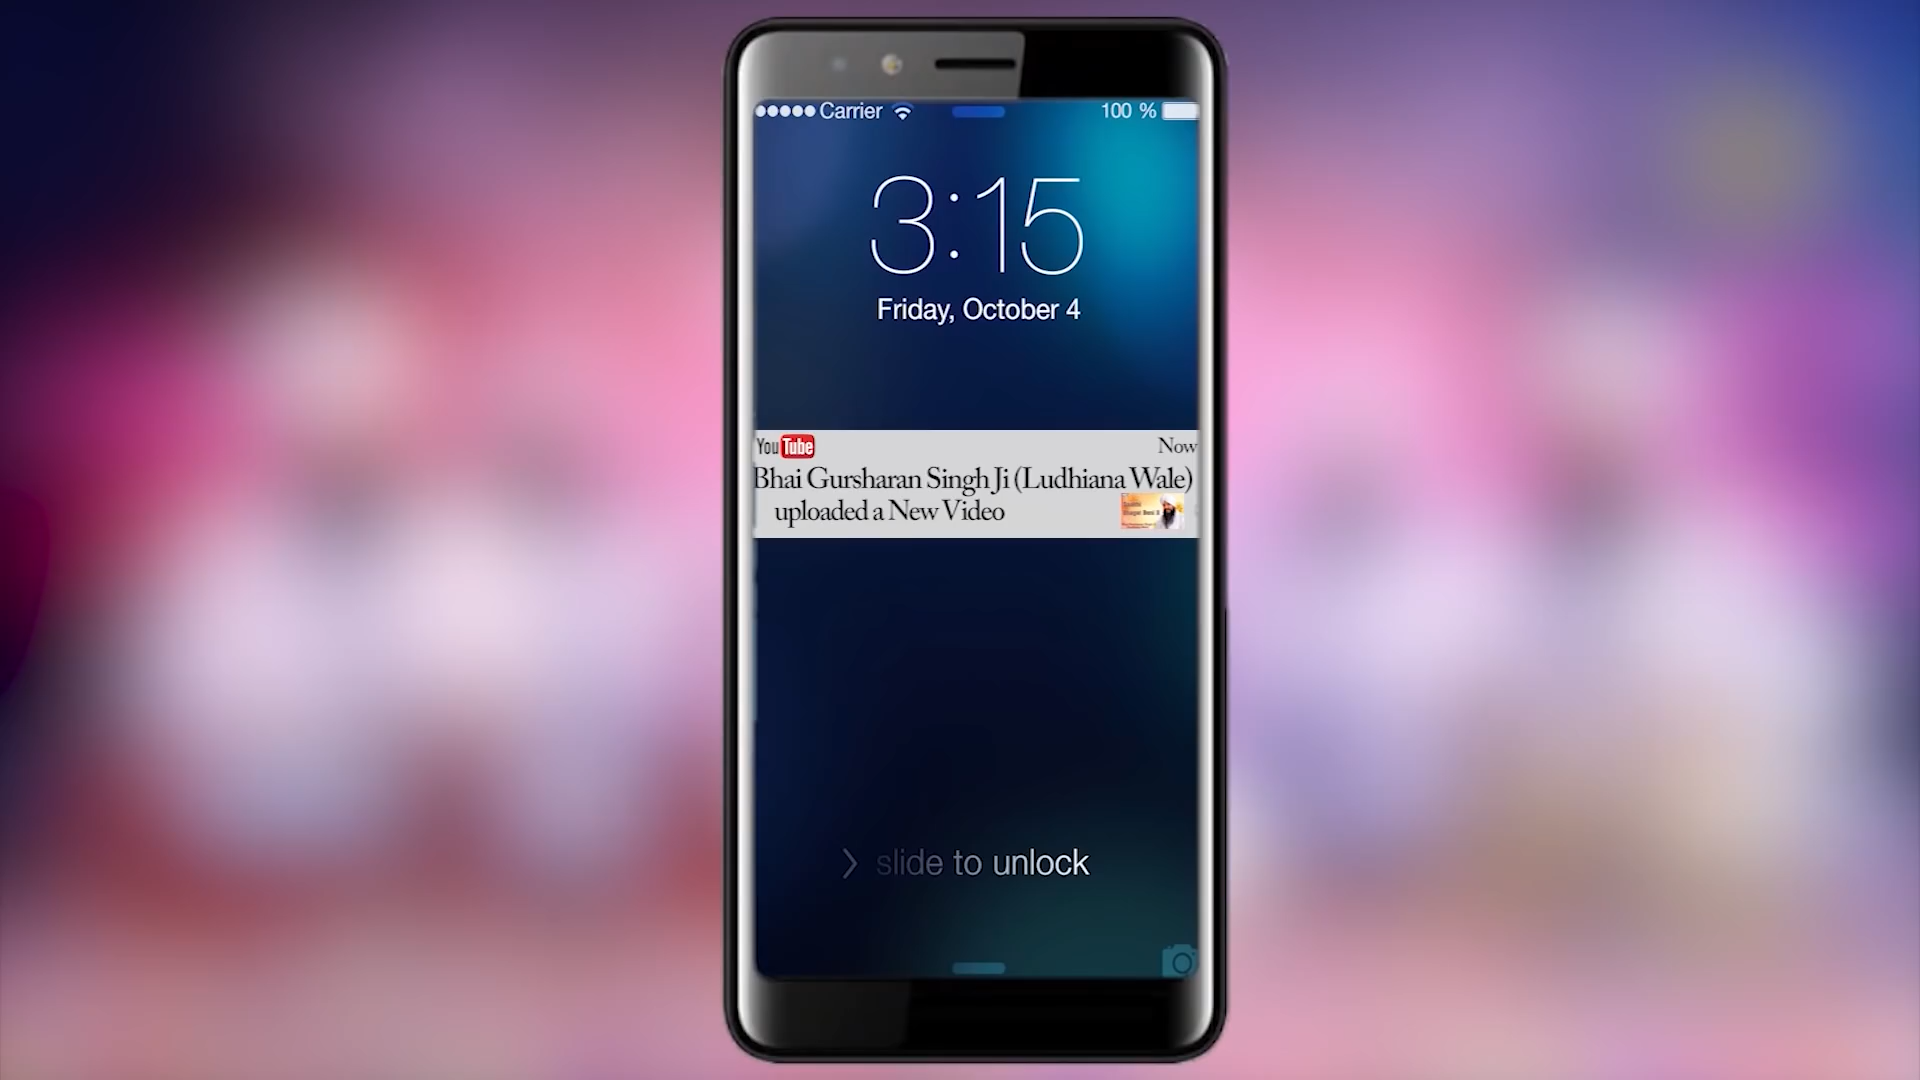 Carrier 100 %
3:15
Friday, October 4
YouTube Now
Bhai Gursharan Singh Ji (Ludhiana Wale)
uploaded a New Video
slide to unlock